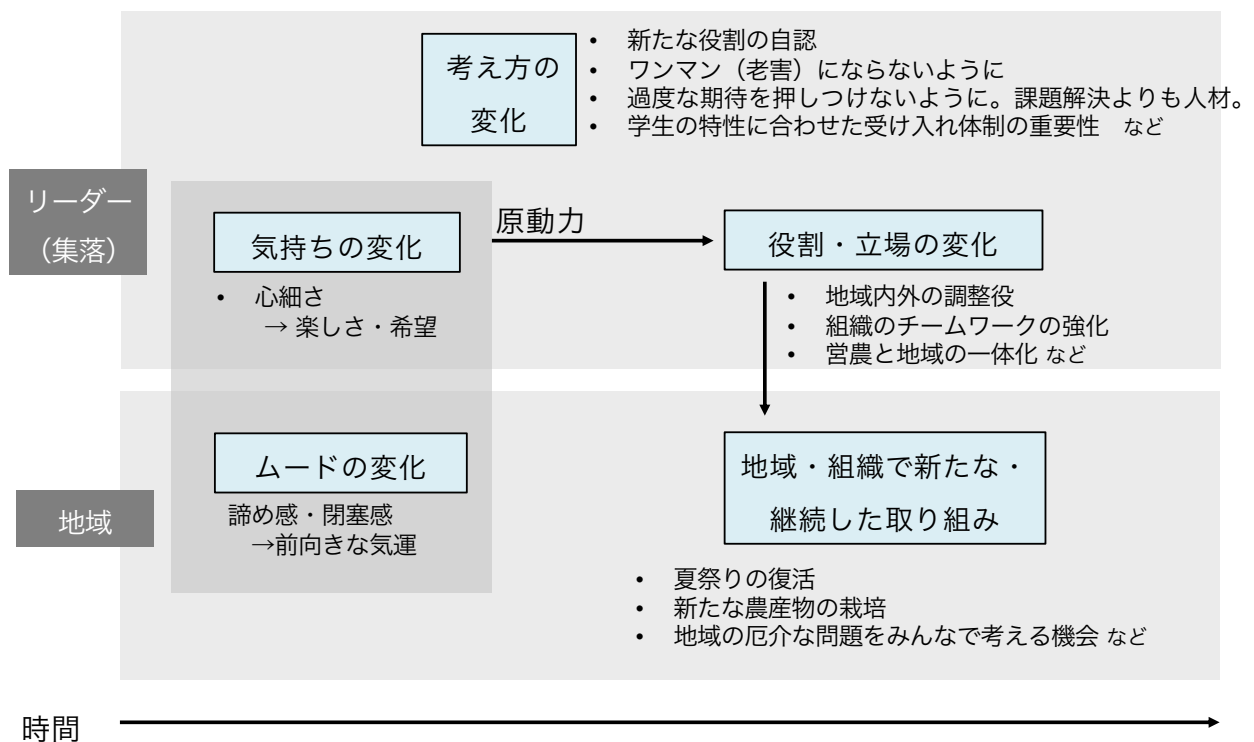 考え方の
変化
• 新たな役割の自認
• ワンマン（老害）にならないように
• 過度な期待を押しつけないように。課題解決よりも人材。
• 学生の特性に合わせた受け入れ体制の重要性 など
リーダー
（集落）
気持ちの変化
• 心細さ
→ 楽しさ・希望
原動力
役割・立場の変化
• 地域内外の調整役
• 組織のチームワークの強化
• 営農と地域の一体化 など
地域
ムードの変化
諦め感・閉塞感
→前向きな気運
地域・組織で新たな・
継続した取り組み
• 夏祭りの復活
• 新たな農産物の栽培
• 地域の厄介な問題をみんなで考える機会 など
時間